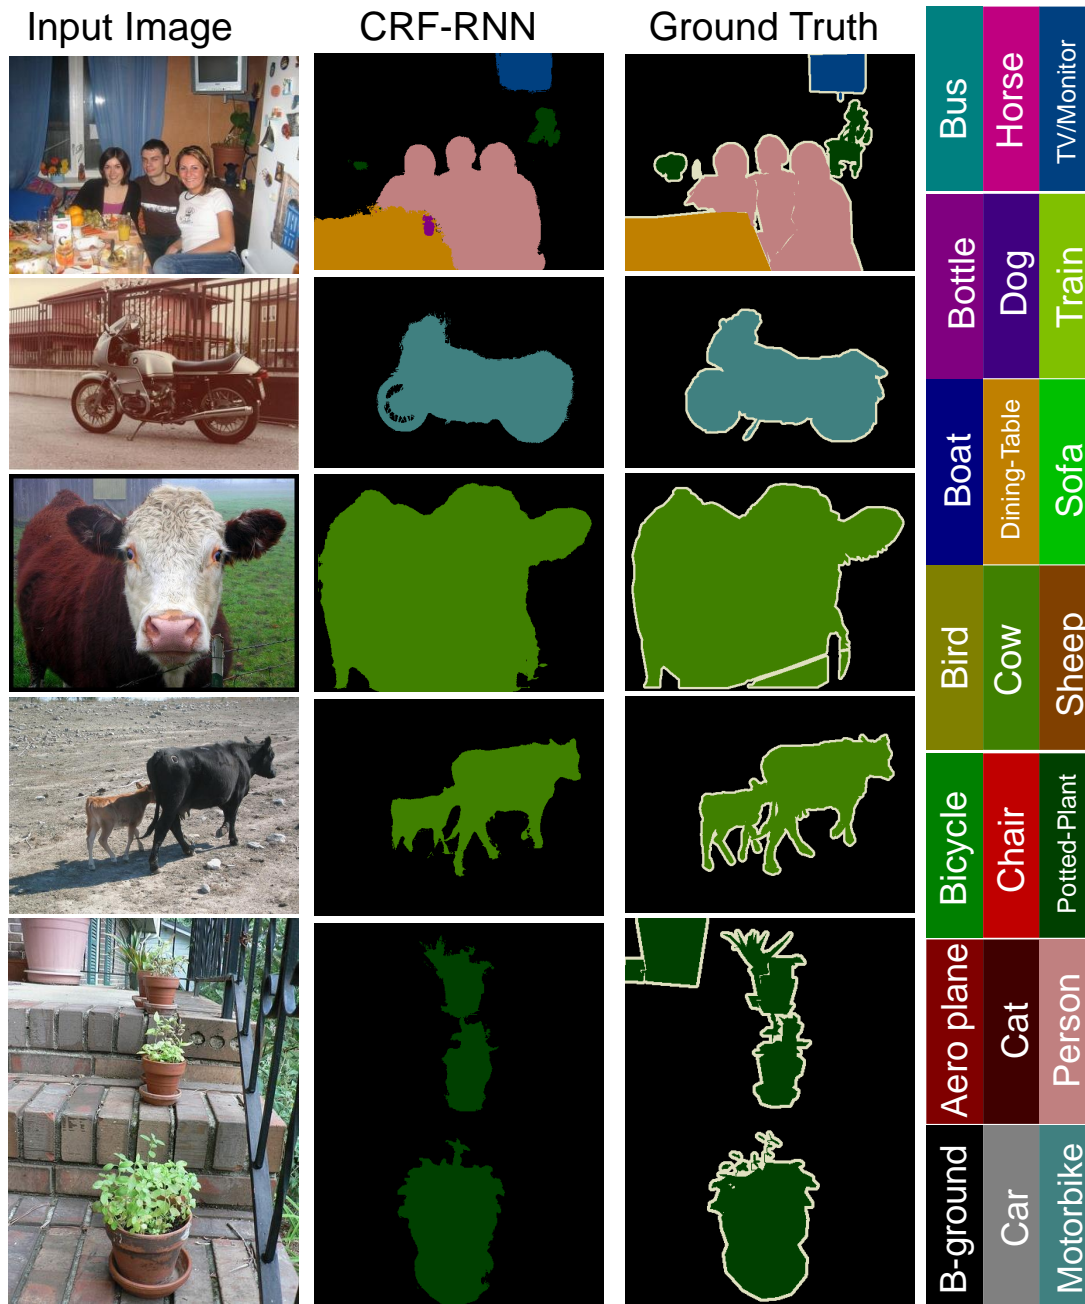 Input Image
CRF-RNN
Ground Truth
Bus
Horse
TV/Monitor
Bottle
Dog
Train
Boat
Dining-Table
Sofa
Bird
Cow
Sheep
Bicycle
Chair
Potted-Plant
Aero plane
Cat
Person
B-ground
Car
Motorbike